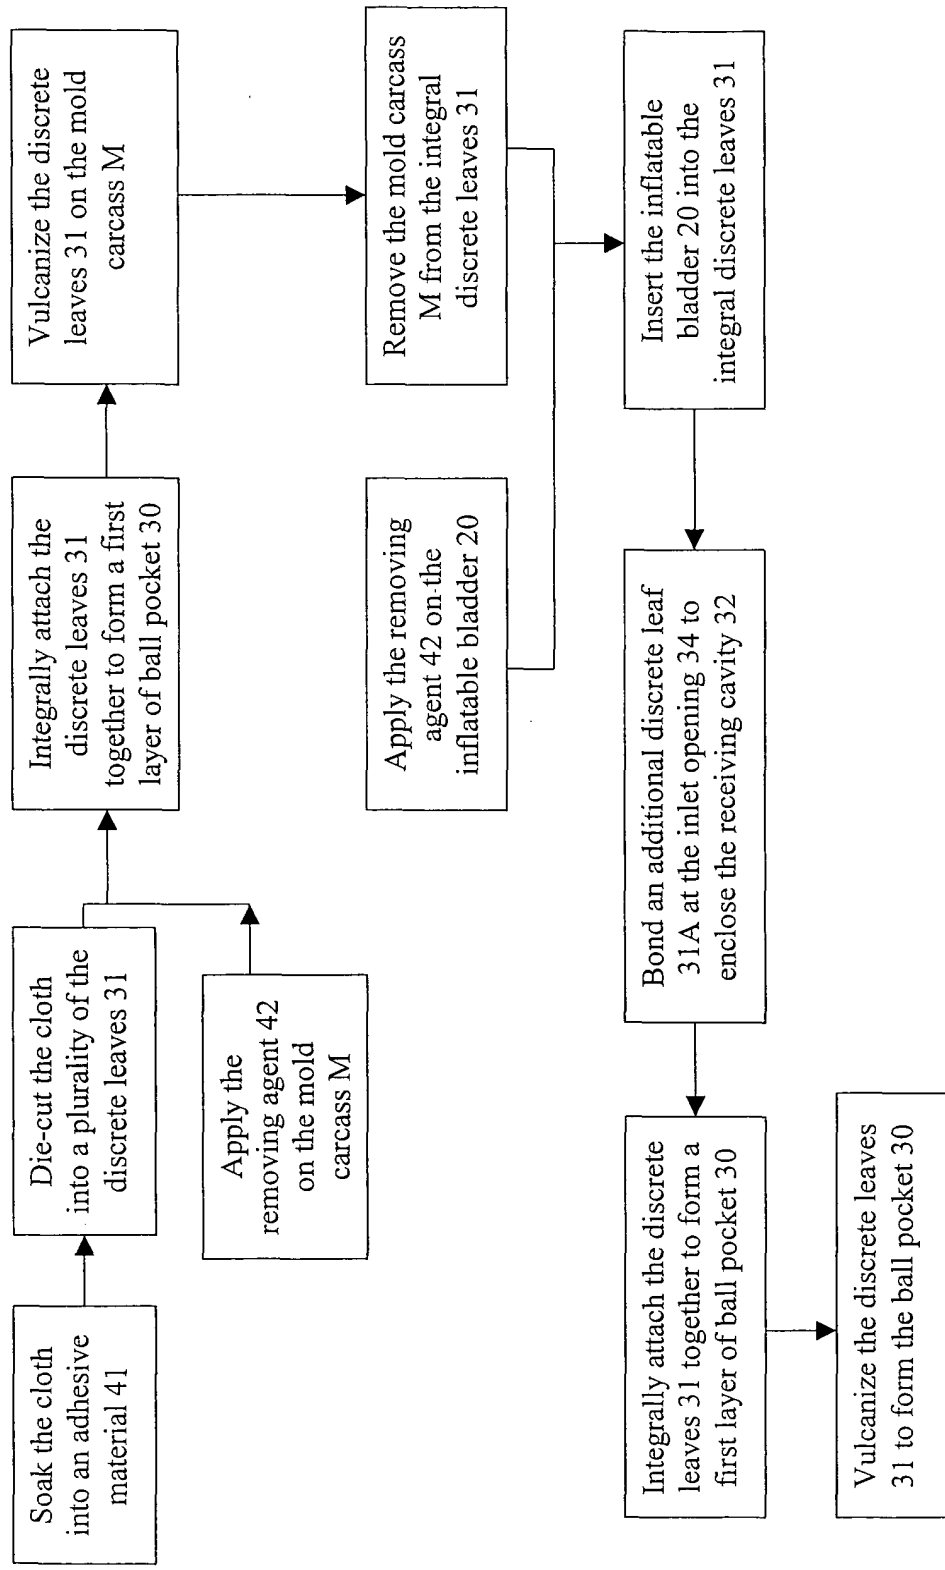 Soak the cloth
into an adhesive
material 41
Die-cut the cloth
into a plurality of the
discrete leaves 31
Apply the
removing agent 42
on the mold
carcass M
Integrally attach the
discrete leaves 31
together to form a first
layer of ball pocket 30
Vulcanize the discrete
leaves 31 on the mold
carcass M
Remove the mold carcass
M from the integral
discrete leaves 31
Apply the removing
agent 42 on the
inflatable bladder 20
Insert the inflatable
bladder 20 into the
integral discrete leaves 31
Bond an additional discrete leaf
31A at the inlet opening 34 to
enclose the receiving cavity 32
Integrally attach the discrete
leaves 31 together to form a
first layer of ball pocket 30
Vulcanize the discrete leaves
31 to form the ball pocket 30